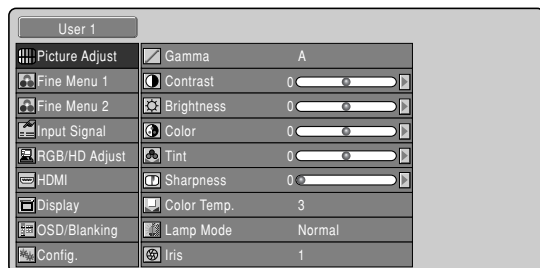 User 1
Picture Adjust Gamma A
Fine Menu 1 Contrast 0
Fine Menu 2 Brightness 0
Input Signal Color 0
RGB/HD Adjust Tint 0
HDMI Sharpness 0
Display Color Temp. 3
OSD/Blanking Lamp Mode Normal
Config. Iris 1